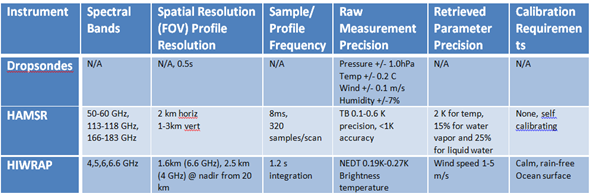 Instrument
Spectral
Bands
Spatial Resolution
(FOV) Profile
Resolution
Sample/
Profile
Frequency
Raw
Measurement
Precision
Retrieved
Parameter
Precision
Calibration
Requiremen
ts
Dropsondes
N/A
N/A, 0.5s
N/A
Pressure +/- 1.0hPa
Temp +/- 0.2 C
Wind +/- 0.1 m/s
Humidity +/-7%
N/A
N/A
HAMSR
50-60 GHz,
113-118 GHz,
166-183 GHz
2 km horiz
1-3km vert
8ms,
320
samples/scan
TB 0.1-0.6 K
precision, <1K
accuracy
2 K for temp,
15% for water
vapor and 25%
for liquid water
None, self
calibrating
HIWRAP
4,5,6,6.6 GHz
1.6km (6.6 GHz), 2.5 km
(4 GHz) @ nadir from 20
km
1.2 s
integration
NEDT 0.19K-0.27K
Brightness
temperature
Wind speed 1-5
m/s
Calm, rain-free
Ocean surface